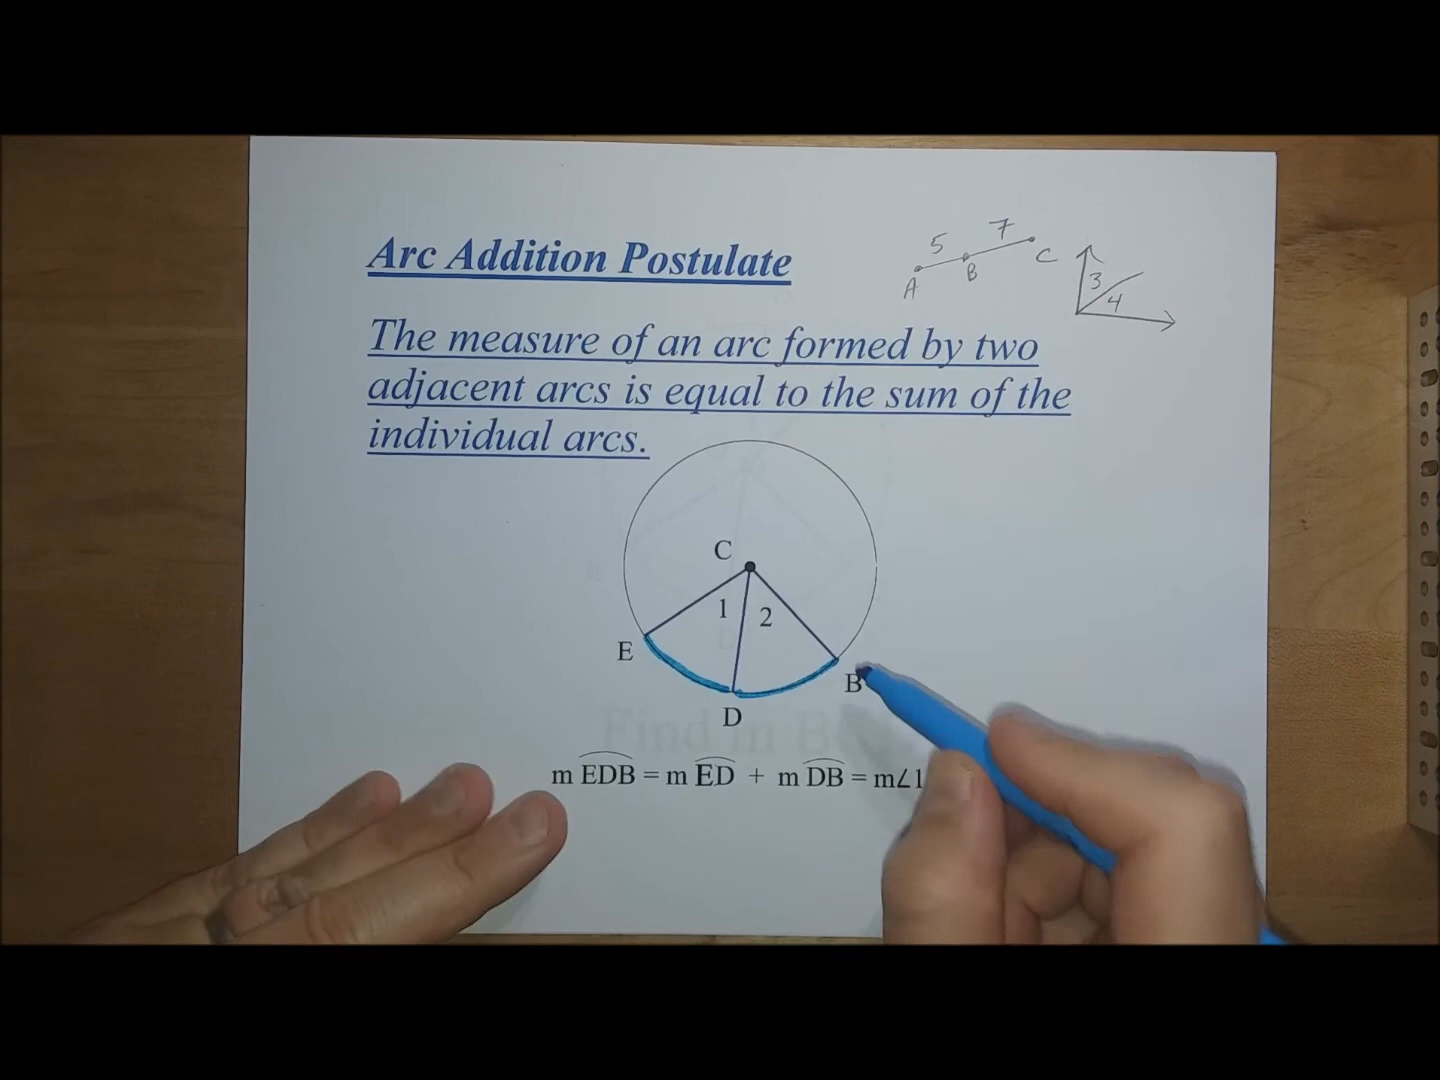 Arc Addition Postulate
5 7
A B C
3
4
The measure of an arc formed by two
adjacent arcs is equal to the sum of the
individual arcs.
C
1 2
E
B
D
m EDB = m ED + m DB = m∠1